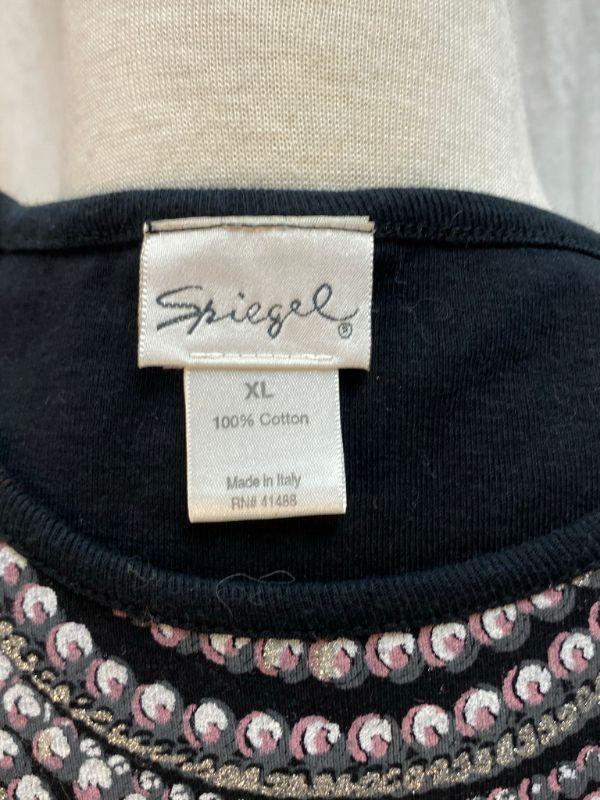 Spiegel®
XL
100% Cotton
Made in Italy
RN# 41488